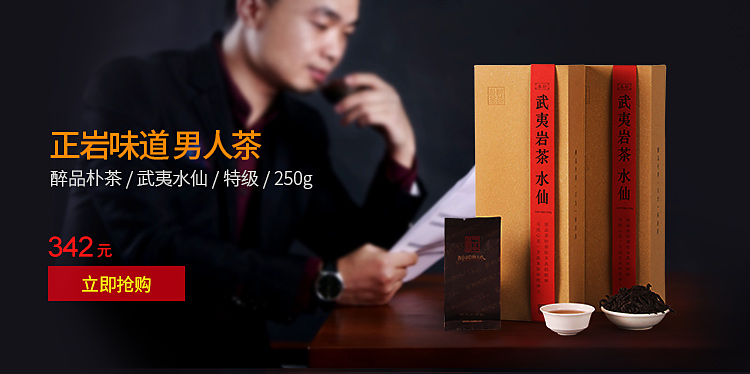 正岩味道 男人茶
醉品朴茶 / 武夷水仙 / 特级 / 250g
342元
立即抢购
武夷岩茶 水仙
武夷岩茶 水仙